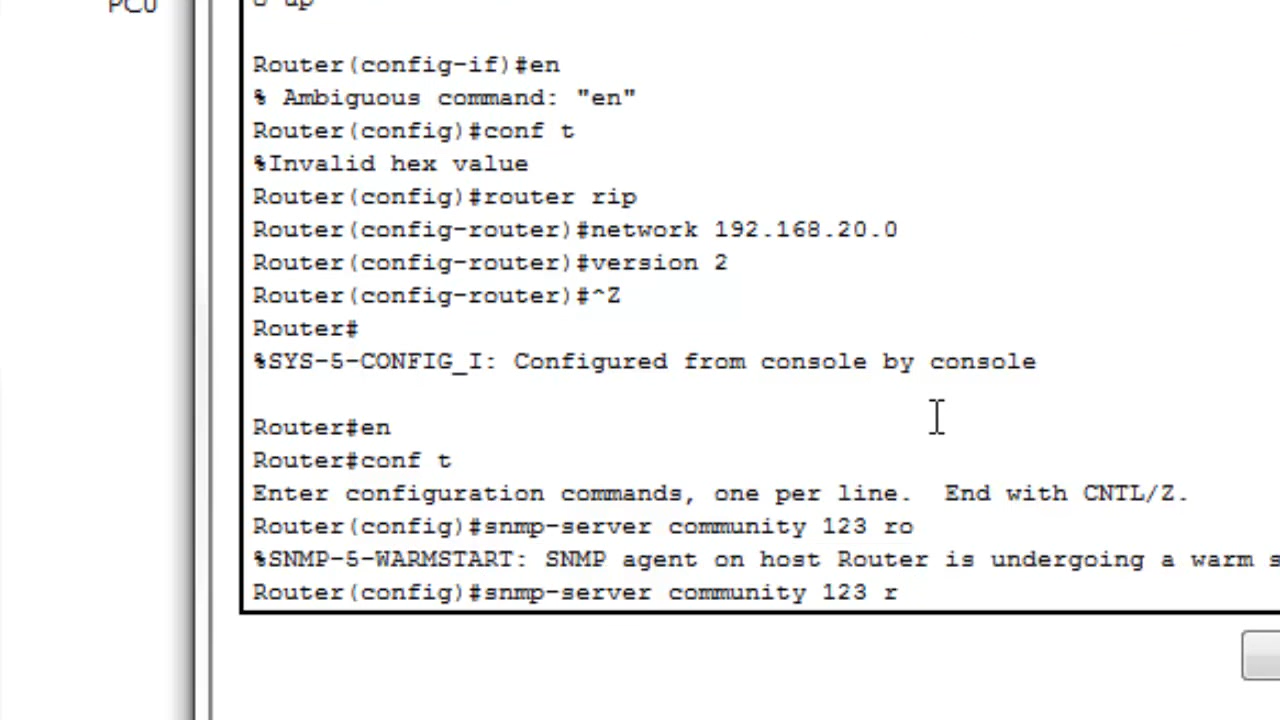 PC0
Router(config-if)#en
% Ambiguous command: "en"
Router(config)#conf t
%Invalid hex value
Router(config)#router rip
Router(config-router)#network 192.168.20.0
Router(config-router)#version 2
Router(config-router)#^Z
Router#
%SYS-5-CONFIG_I: Configured from console by console
Router#en
Router#conf t
Enter configuration commands, one per line.  End with CNTL/Z.
Router(config)#snmp-server community 123 ro
%SNMP-5-WARMSTART: SNMP agent on host Router is undergoing a warm s
Router(config)#snmp-server community 123 r